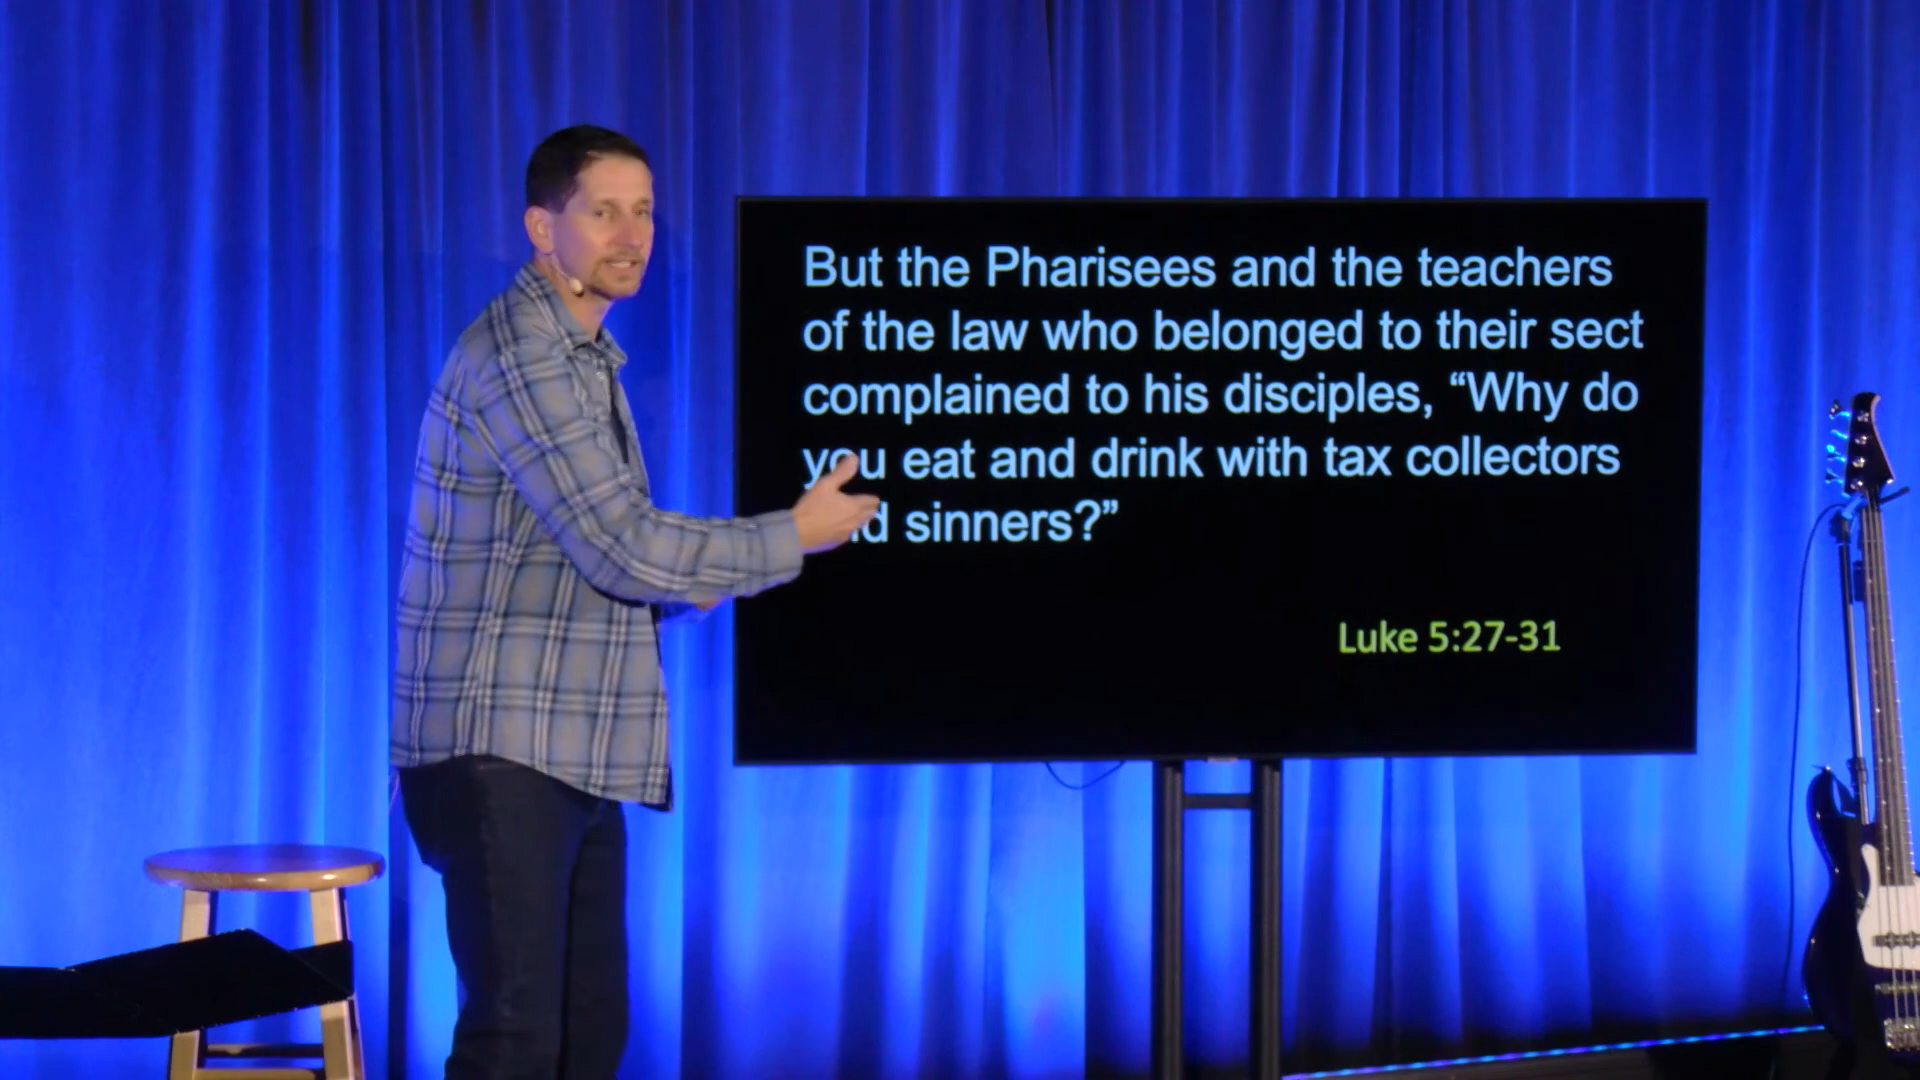 But the Pharisees and the teachers
of the law who belonged to their sect
complained to his disciples, “Why do
you eat and drink with tax collectors
sinners?”
Luke 5:27-31